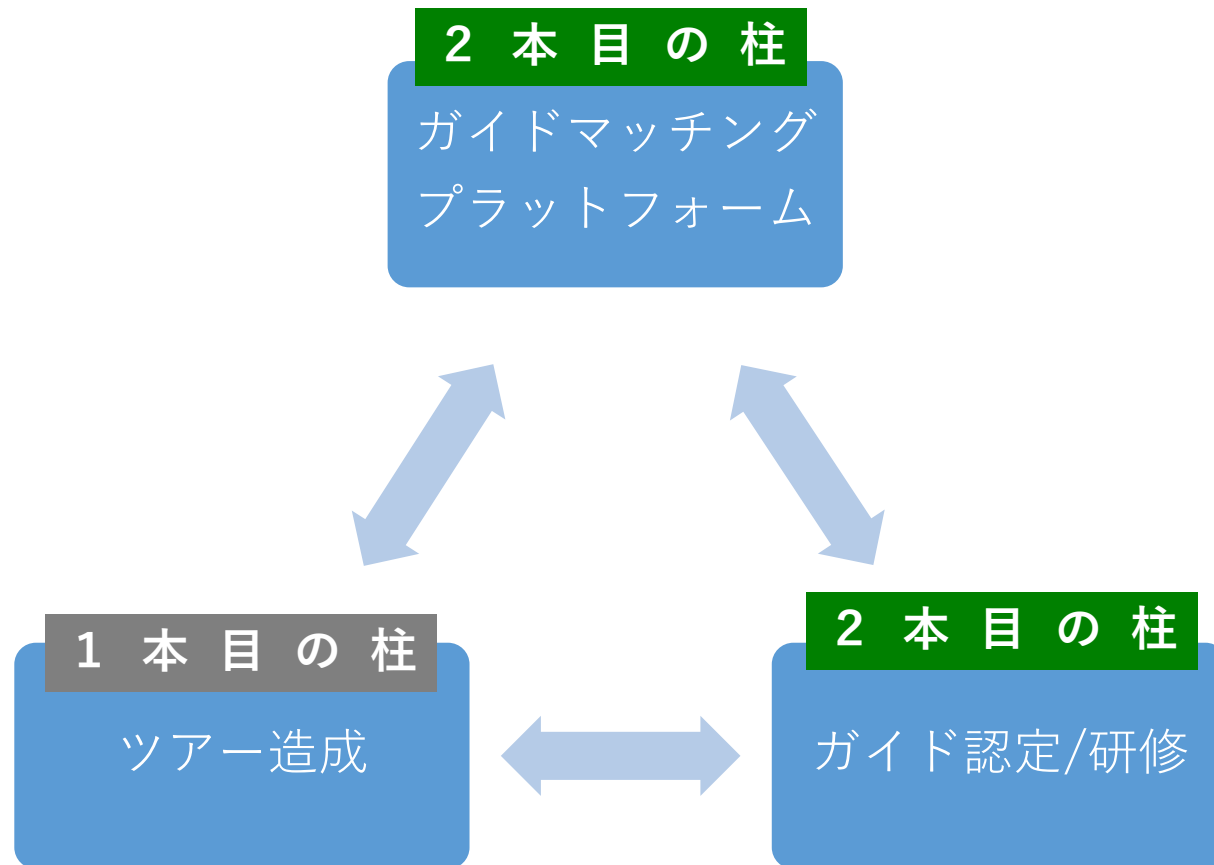 2本目の柱
ガイドマッチング
プラットフォーム
1本目の柱
ツアー造成
2本目の柱
ガイド認定/研修